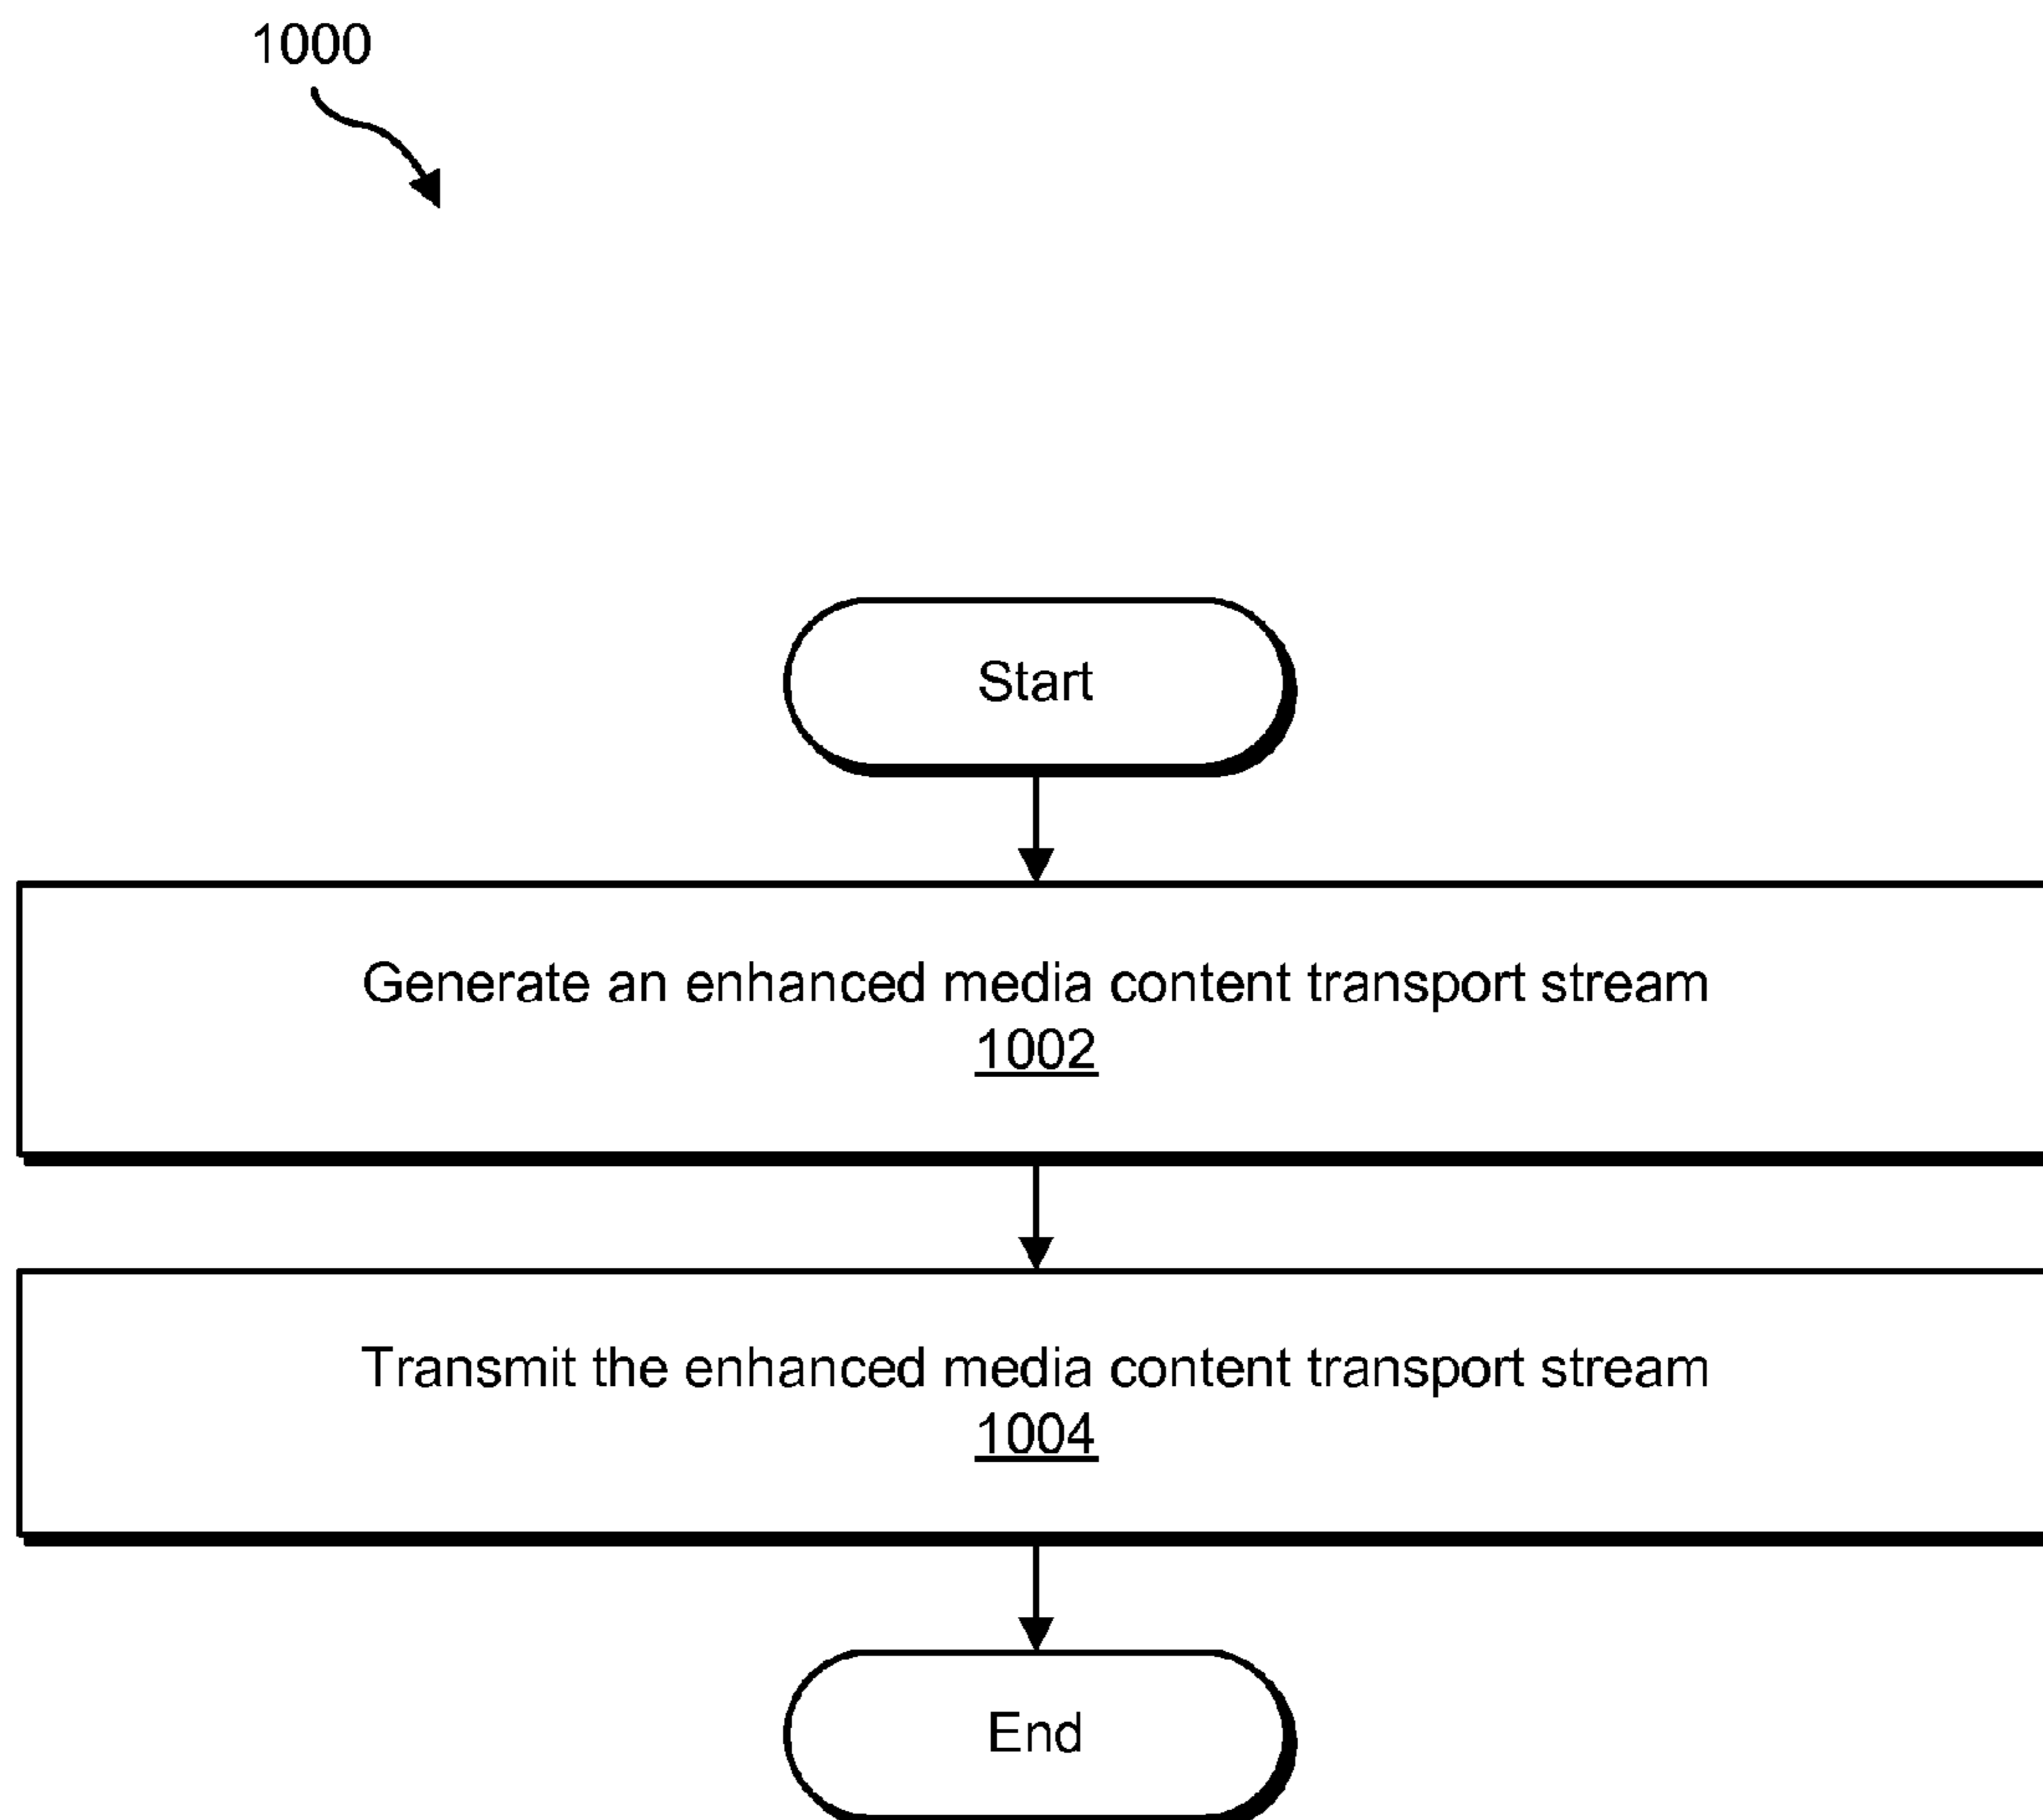 1000
Start
Generate an enhanced media content transport stream
1002
Transmit the enhanced media content transport stream
1004
End